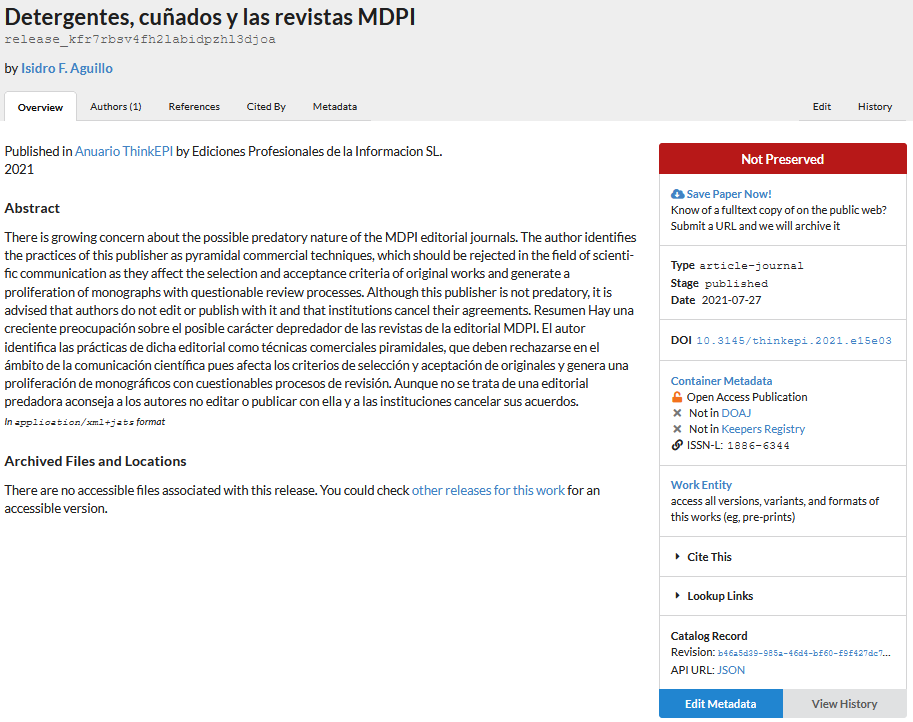 Detergentes, cuñados y las revistas MDPI
release_kfr7rbsv4fh2labidpzhl3djoa
by Isidro F. Aguillo
Overview
Authors (1)
References
Cited By
Metadata
Edit
History
Published in Anuario ThinkEPI by Ediciones Profesionales de la Informacion SL.
2021
Abstract
There is growing concern about the possible predatory nature of the MDPI editorial journals. The author identifies
the practices of this publisher as pyramidal commercial techniques, which should be rejected in the field of scienti-
fic communication as they affect the selection and acceptance criteria of original works and generate a
proliferation of monographs with questionable review processes. Although this publisher is not predatory, it is
advised that authors do not edit or publish with it and that institutions cancel their agreements. Resumen Hay una
creciente preocupación sobre el posible carácter depredador de las revistas de la editorial MDPI. El autor
identifica las prácticas de dicha editorial como técnicas comerciales piramidales, que deben rechazarse en el
ámbito de la comunicación científica pues afecta los criterios de selección y aceptación de originales y genera una
proliferación de monográficos con cuestionables procesos de revisión. Aunque no se trata de una editorial
predadora aconseja a los autores no editar o publicar con ella y a las instituciones cancelar sus acuerdos.
In application/xml+jats format
Archived Files and Locations
There are no accessible files associated with this release. You could check other releases for this work for an
accessible version.
Not Preserved
Save Paper Now!
Know of a fulltext copy of on the public web?
Submit a URL and we will archive it
Type article-journal
Stage published
Date 2021-07-27
DOI 10.3145/thinkepi.2021.e15e03
Container Metadata
Open Access Publication
Not in DOAJ
Not in Keepers Registry
ISSN-L: 1886-6344
Work Entity
access all versions, variants, and formats of
this works (eg, pre-prints)
Cite This
Lookup Links
Catalog Record
Revision: b46a5d39-985a-46d4-bf60-f9f427dc7...
API URL: JSON
Edit Metadata
View History